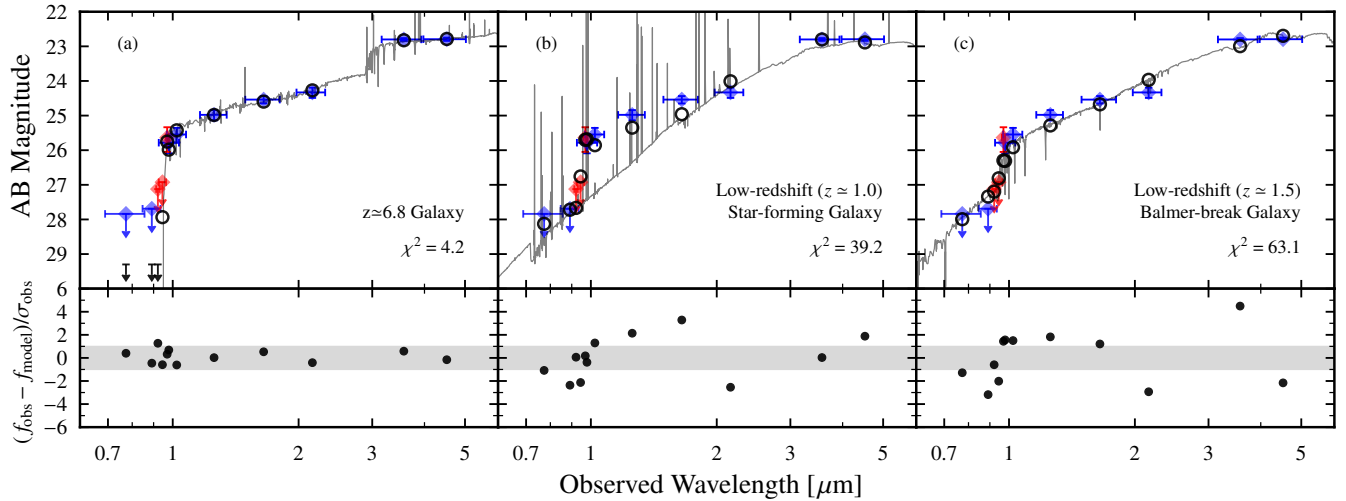 (a)
(b)
(c)
AB Magnitude
22
23
24
25
26
27
28
29
z≃6.8 Galaxy
χ² = 4.2
Low-redshift (z ≃ 1.0)
Star-forming Galaxy
χ² = 39.2
Low-redshift (z ≃ 1.5)
Balmer-break Galaxy
χ² = 63.1
(f_obs − f_model)/σ_obs
6
4
2
0
−2
−4
−6
0.7 1 2 3 5 0.7 1 2 3 5 0.7 1 2 3 5
Observed Wavelength [μm]